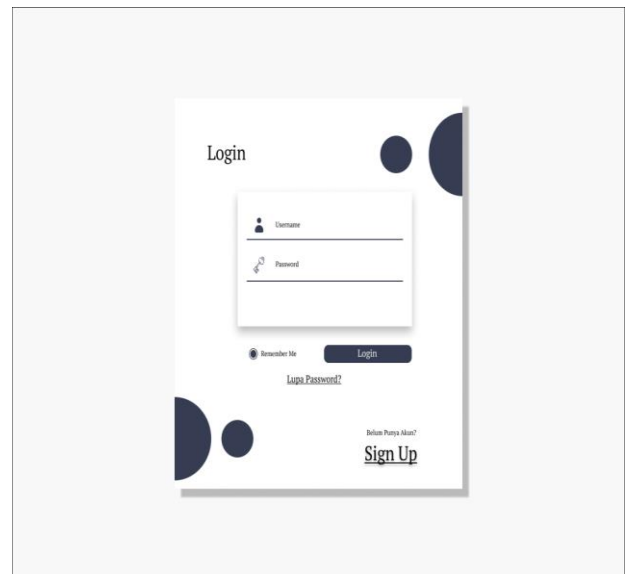 Login
Username
Password
Remember Me
Login
Lupa Password?
Belum Punya Akun?
Sign Up